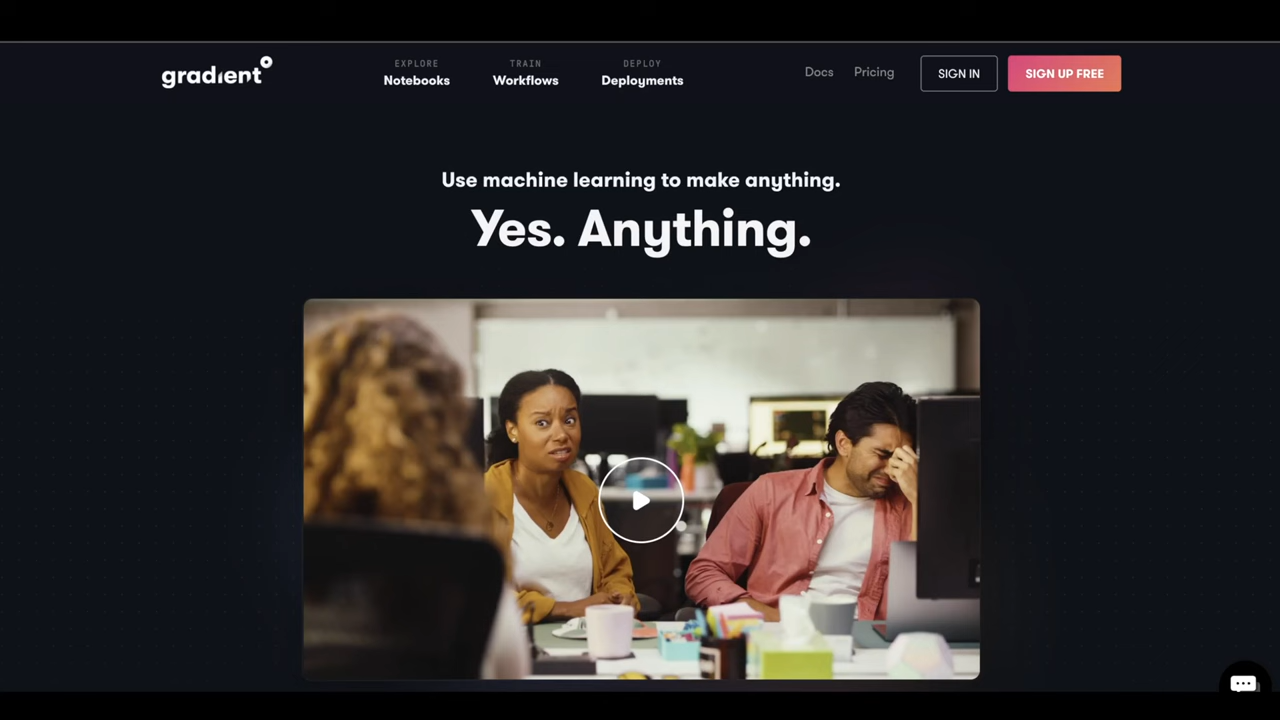 gradient
EXPLORE
Notebooks
TRAIN
Workflows
DEPLOY
Deployments
Docs
Pricing
SIGN IN
SIGN UP FREE
Use machine learning to make anything.
Yes. Anything.